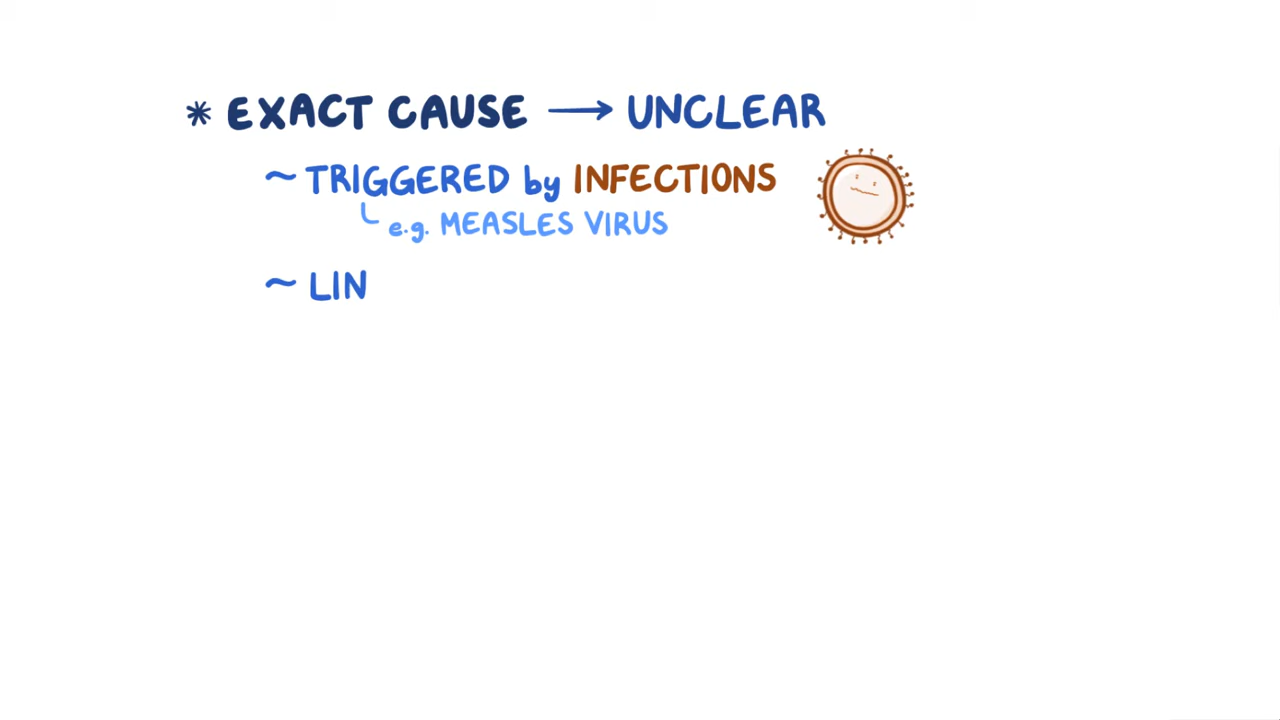 * EXACT CAUSE → UNCLEAR
~ TRIGGERED by INFECTIONS
e.g. MEASLES VIRUS
~ LIN